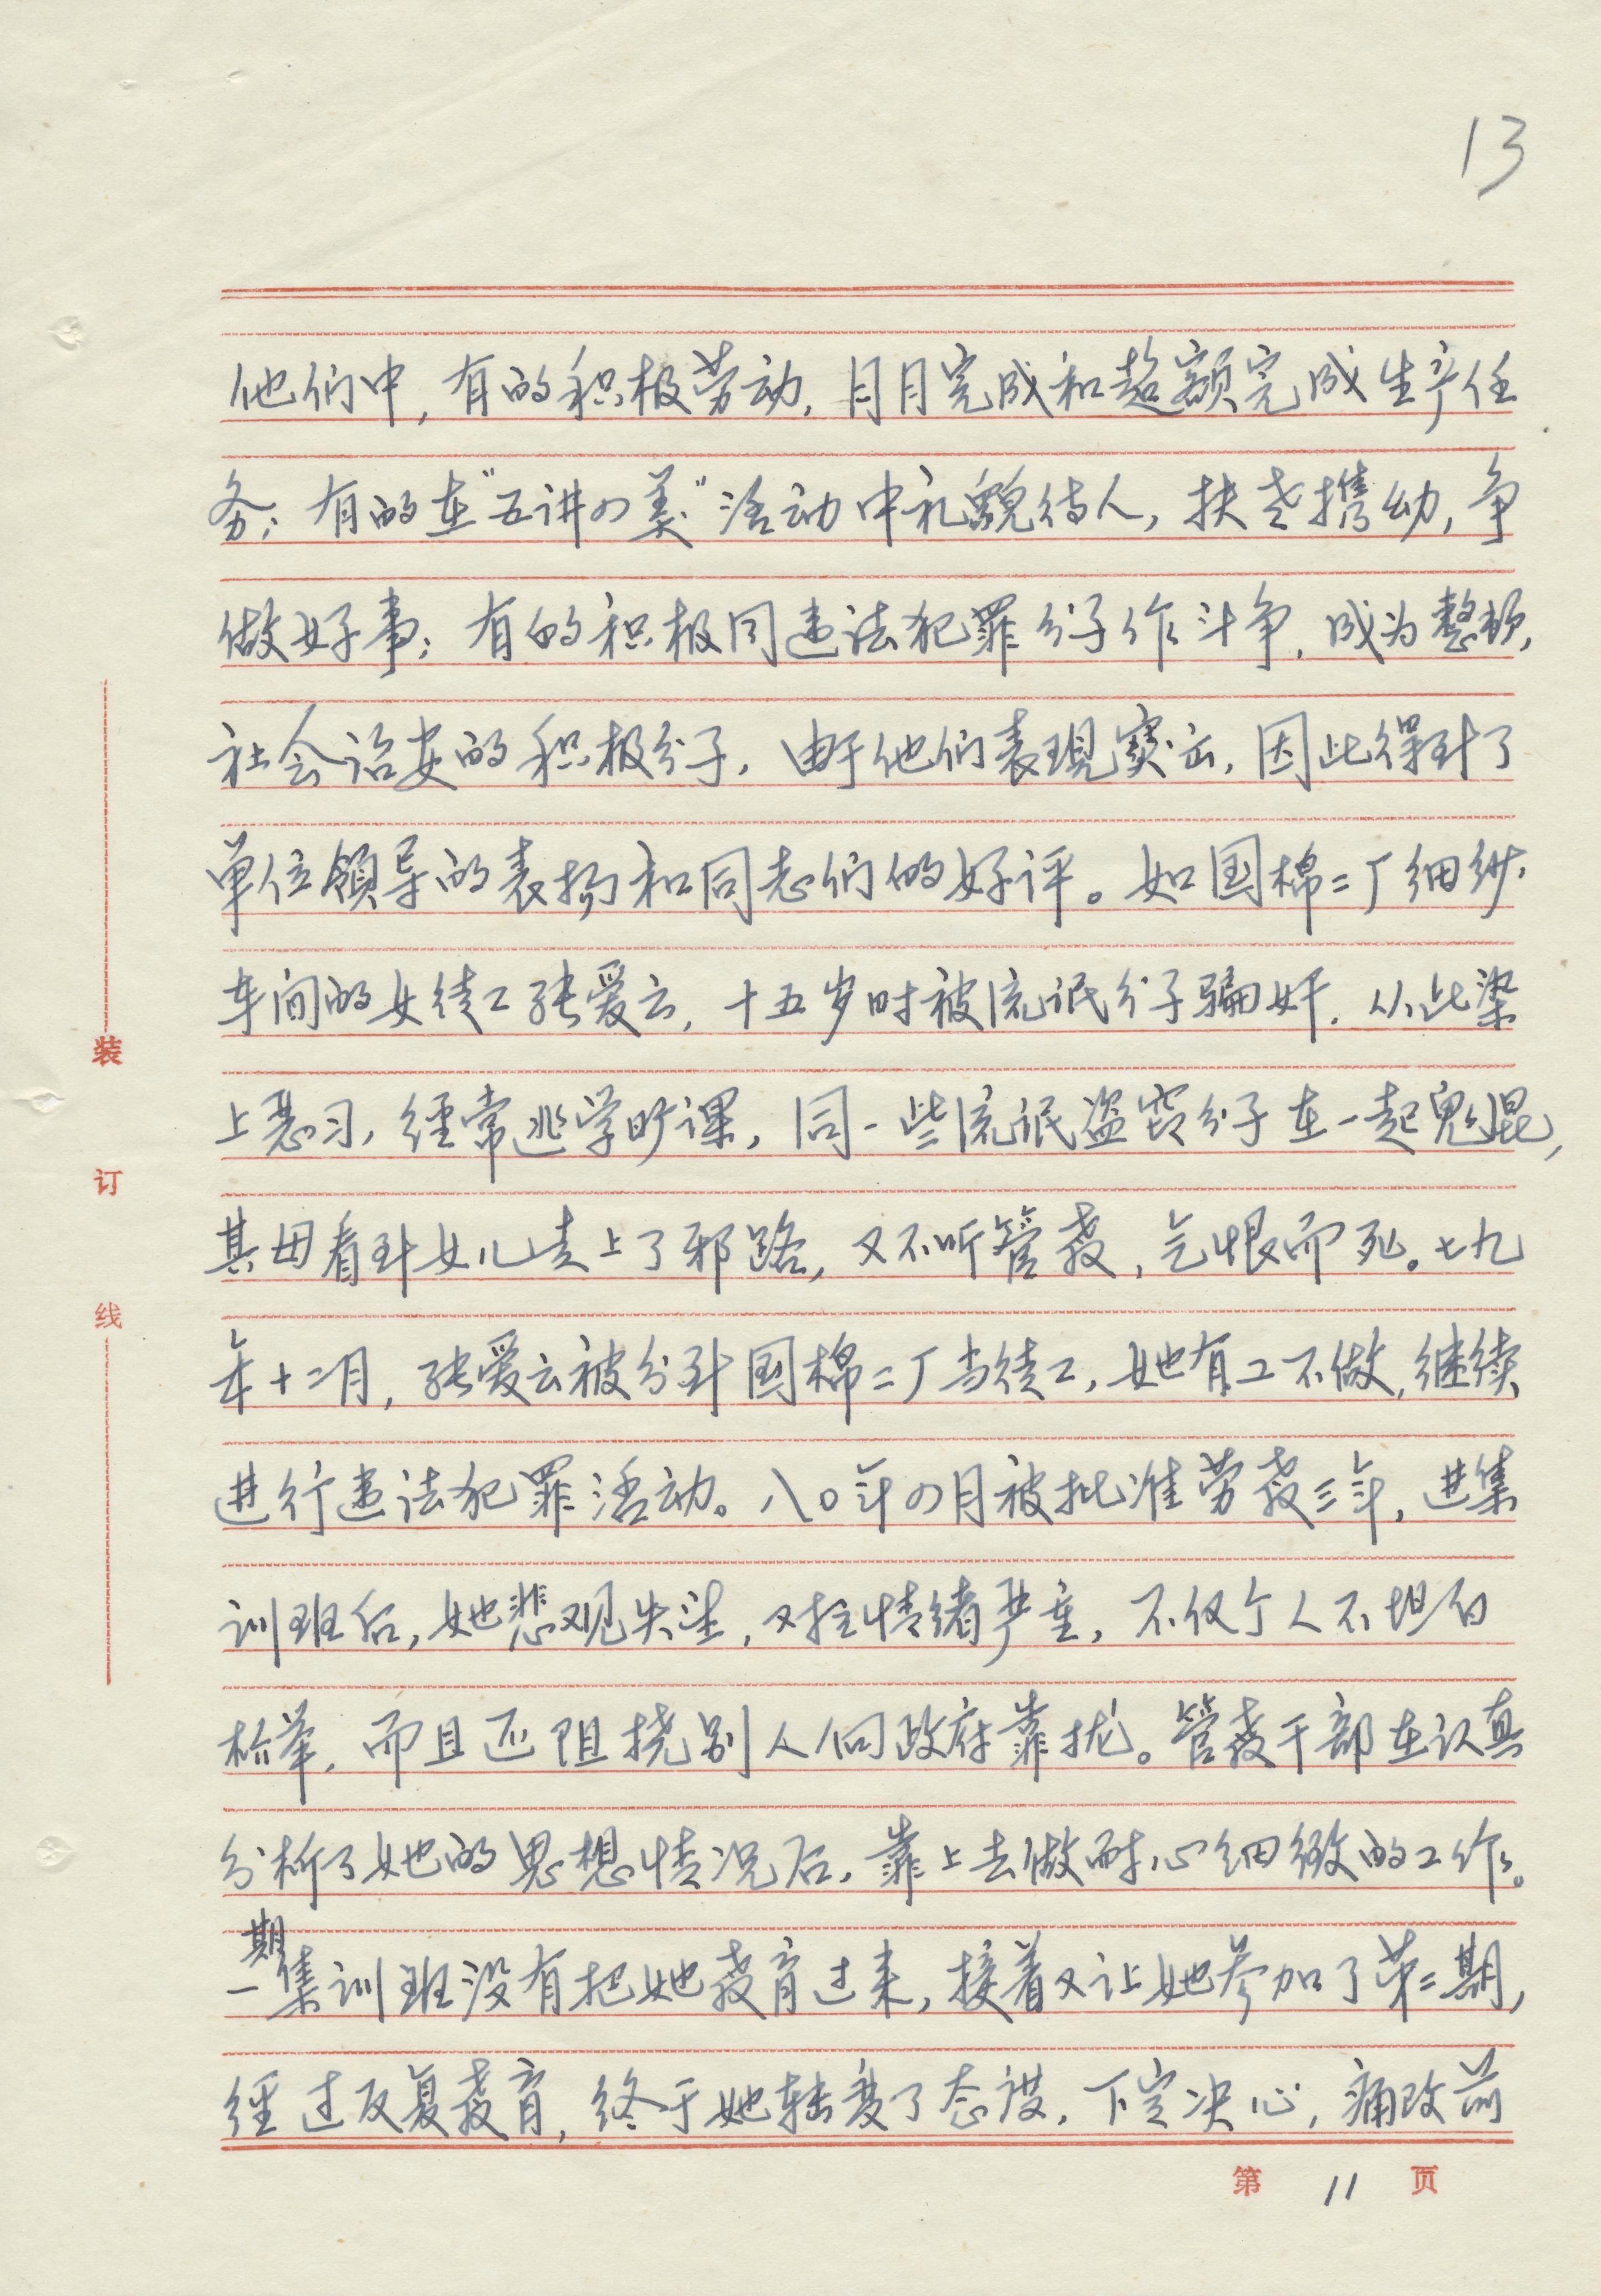 13
他们中，有的积极劳动，月月完成和超额完成生产任
务；有的在“五讲四美”活动中礼貌待人，扶老携幼，争
做好事；有的积极同违法犯罪分子作斗争，成为整顿
社会治安的积极分子，由于他们表现突出，因此得到了
单位领导的表扬和同志们的好评。如国棉二厂细纱
车间的女徒工张爱云，十五岁时被流氓分子骗奸，从此染
上恶习，经常逃学旷课，同一些流氓盗窃分子在一起鬼混，
其母看到女儿走上了邪路，又不听管教，气恨而死。七九
年十二月，张爱云被分到国棉二厂当徒工，她有工不做，继续
进行违法犯罪活动。八〇年四月被批准劳教三年，进集
训班后，她悲观失望，对抗情绪严重，不仅个人不坦白
检举，而且还阻挠别人向政府靠拢。管教干部在认真
分析了她的思想情况后，靠上去做耐心细微的工作。
一期集训班没有把她教育过来，接着又让她参加了第二期，
经过反复教育，终于她转变了态度，下定决心，痛改前
第 11 页
装
订
线